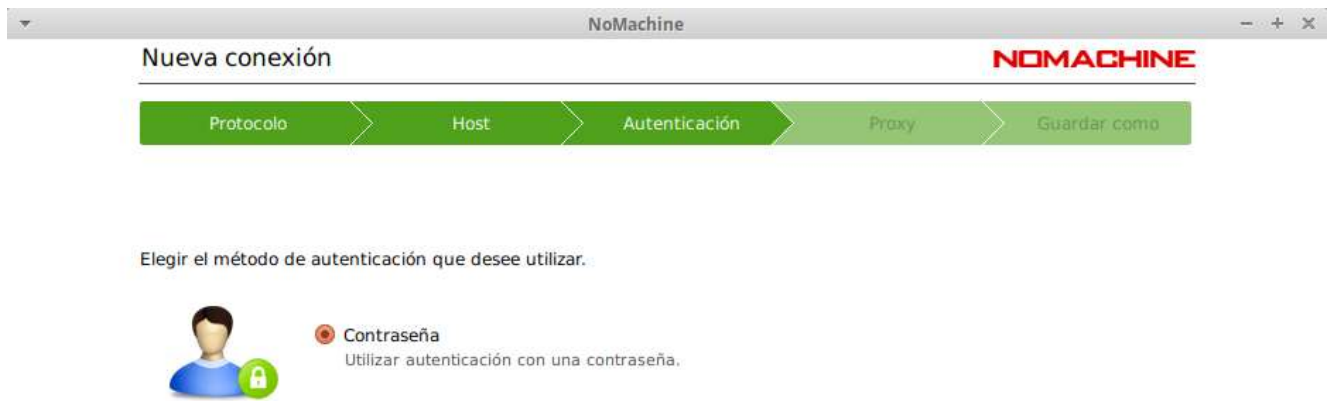 NoMachine
Nueva conexión
NOMACHINE
Protocolo
Host
Autenticación
Proxy
Guardar como
Elegir el método de autenticación que desee utilizar.
Contraseña
Utilizar autenticación con una contraseña.